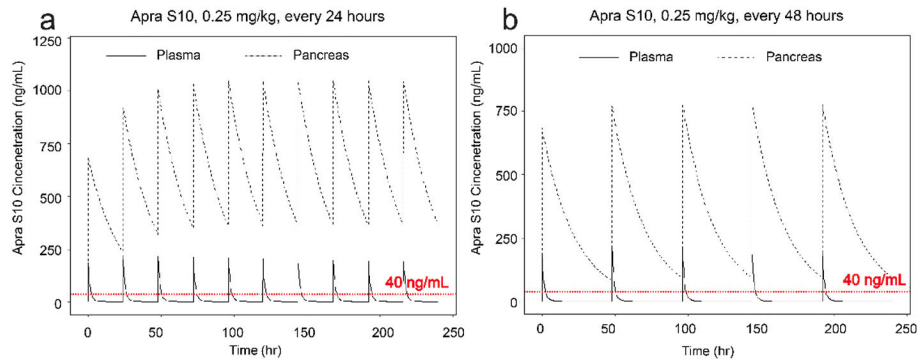 a
Apra S10, 0.25 mg/kg, every 24 hours
Apra S10 Cincenetration (ng/mL)
1250
1000
750
500
250
0
Plasma
Pancreas
40 ng/mL
0
50
100
150
200
250
Time (hr)
b
Apra S10, 0.25 mg/kg, every 48 hours
Apra S10 Cincenetration (ng/mL)
1000
750
500
250
0
Plasma
Pancreas
40 ng/mL
0
50
100
150
200
250
Time (hr)